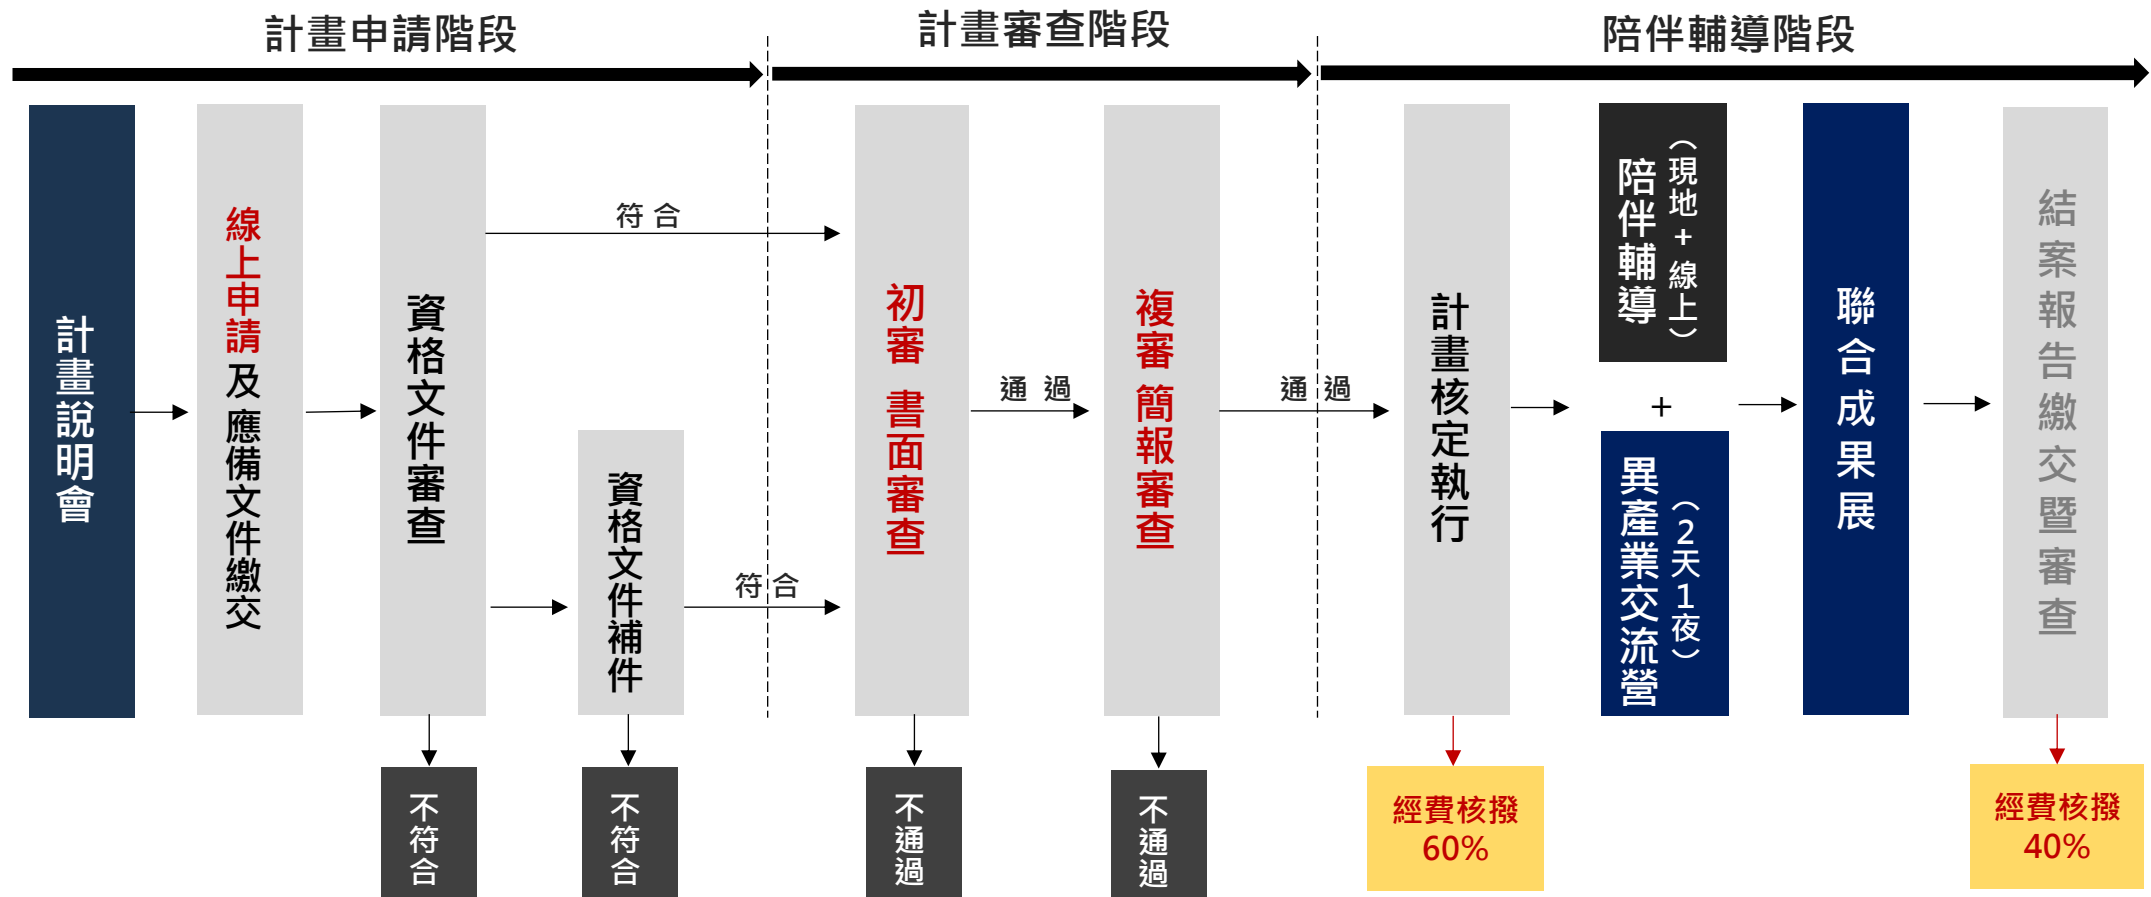 計畫申請階段
計畫審查階段
陪伴輔導階段
計畫說明會
線上申請及應備文件繳交
資格文件審查
符合
資格文件補件
符合
不符合
不符合
初審 書面審查
通過
複審 簡報審查
通過
不通過
不通過
計畫核定執行
經費核撥
60%
陪伴輔導
（現地+線上）
+
異產業交流營
（2天1夜）
聯合成果展
結案報告繳交暨審查
經費核撥
40%